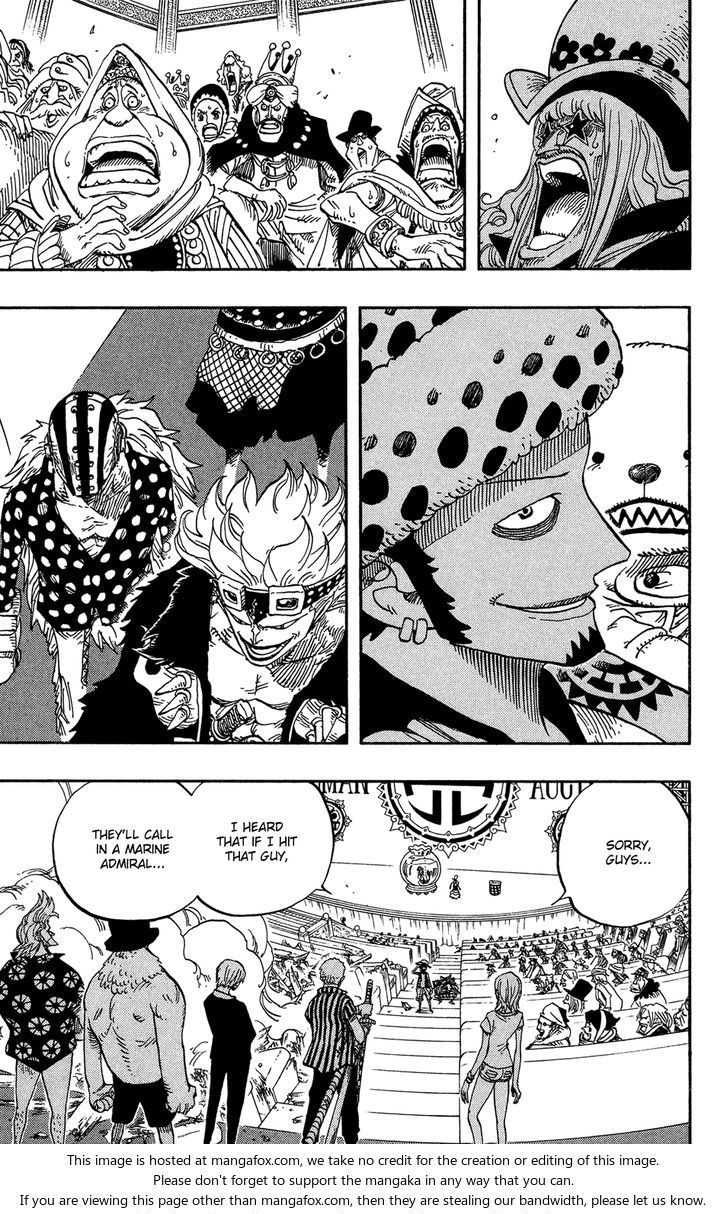 SORRY,
GUYS...
I HEARD
THAT IF I HIT
THAT GUY,
THEY'LL CALL
IN A MARINE
ADMIRAL...
MAN
AUCT
This image is hosted at mangafox.com, we take no credit for the creation or editing of this image.
Please don't forget to support the mangaka in any way that you can.
If you are viewing this page other than mangafox.com, then they are stealing our bandwidth, please let us know.